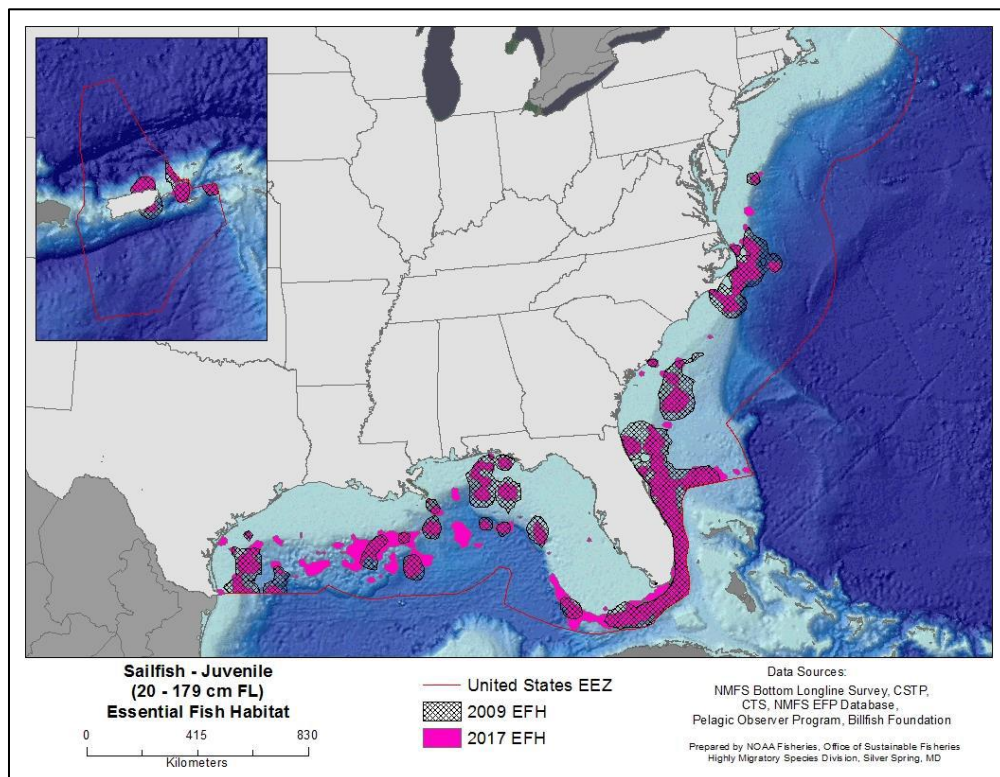 Sailfish - Juvenile
(20 - 179 cm FL)
Essential Fish Habitat
0 415 830
Kilometers
United States EEZ
2009 EFH
2017 EFH
Data Sources:
NMFS Bottom Longline Survey, CSTP,
CTS, NMFS EFP Database,
Pelagic Observer Program, Billfish Foundation
Prepared by NOAA Fisheries, Office of Sustainable Fisheries
Highly Migratory Species Division, Silver Spring, MD